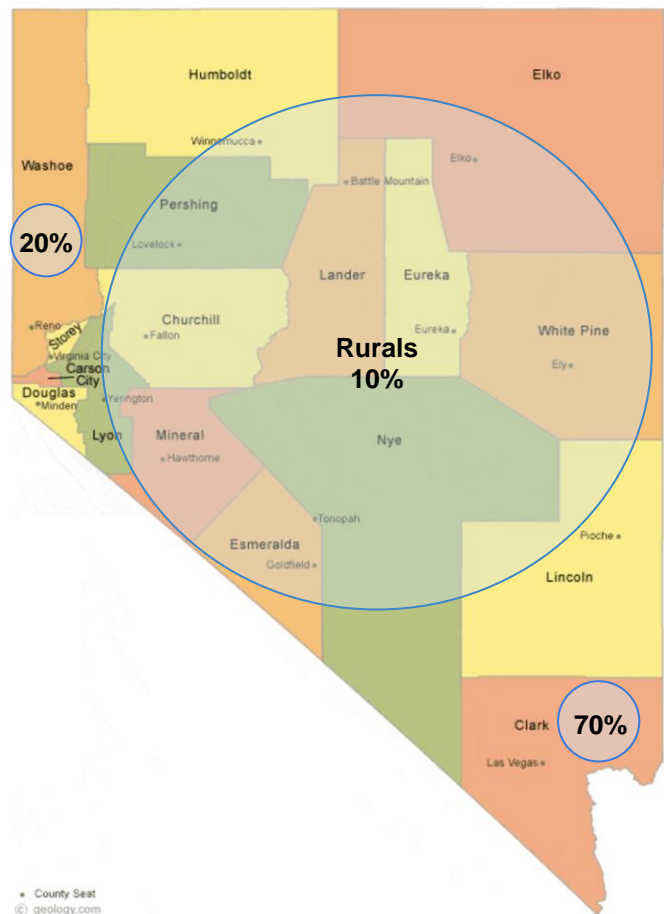 Humboldt
Elko
Winnemucca
Washoe
Elko
Battle Mountain
Pershing
20%
Lovelock
Lander
Eureka
Churchill
Reno
Storey
Fallon
Eureka
White Pine
Virginia City
Rurals
10%
Carson
City
Ely
Douglas
Minden
Yerington
Lyon
Mineral
Nye
Hawthorne
Tonopah
Pioche
Esmeralda
Goldfield
Lincoln
Clark
70%
Las Vegas
County Seat
© geology.com